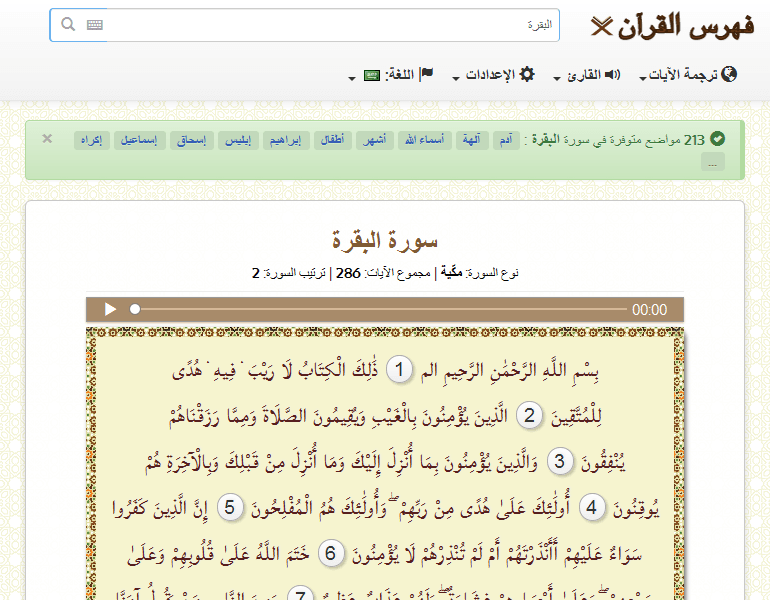 فهرس القرآن
البقرة
ترجمة الآيات
القارئ
الإعدادات
اللغة:
213 مواضع متوفرة في سورة البقرة : آدم آلهة أسماء الله أشهر أطفال إبراهيم إبليس إسحاق إسماعيل إكراه ×
...
سورة البقرة
نوع السورة: مكّية | مجموع الآيات: 286 | ترتيب السورة: 2
00:00
بِسْمِ اللَّهِ الرَّحْمَٰنِ الرَّحِيمِ الم 1 ذَٰلِكَ الْكِتَابُ لَا رَيْبَ ۛ فِيهِ ۛ هُدًى
لِلْمُتَّقِينَ 2 الَّذِينَ يُؤْمِنُونَ بِالْغَيْبِ وَيُقِيمُونَ الصَّلَاةَ وَمِمَّا رَزَقْنَاهُمْ
يُنْفِقُونَ 3 وَالَّذِينَ يُؤْمِنُونَ بِمَا أُنْزِلَ إِلَيْكَ وَمَا أُنْزِلَ مِنْ قَبْلِكَ وَبِالْآخِرَةِ هُمْ
يُوقِنُونَ 4 أُولَٰئِكَ عَلَىٰ هُدًى مِنْ رَبِّهِمْ ۖ وَأُولَٰئِكَ هُمُ الْمُفْلِحُونَ 5 إِنَّ الَّذِينَ كَفَرُوا
سَوَاءٌ عَلَيْهِمْ أَأَنْذَرْتَهُمْ أَمْ لَمْ تُنْذِرْهُمْ لَا يُؤْمِنُونَ 6 خَتَمَ اللَّهُ عَلَىٰ قُلُوبِهِمْ وَعَلَىٰ
7